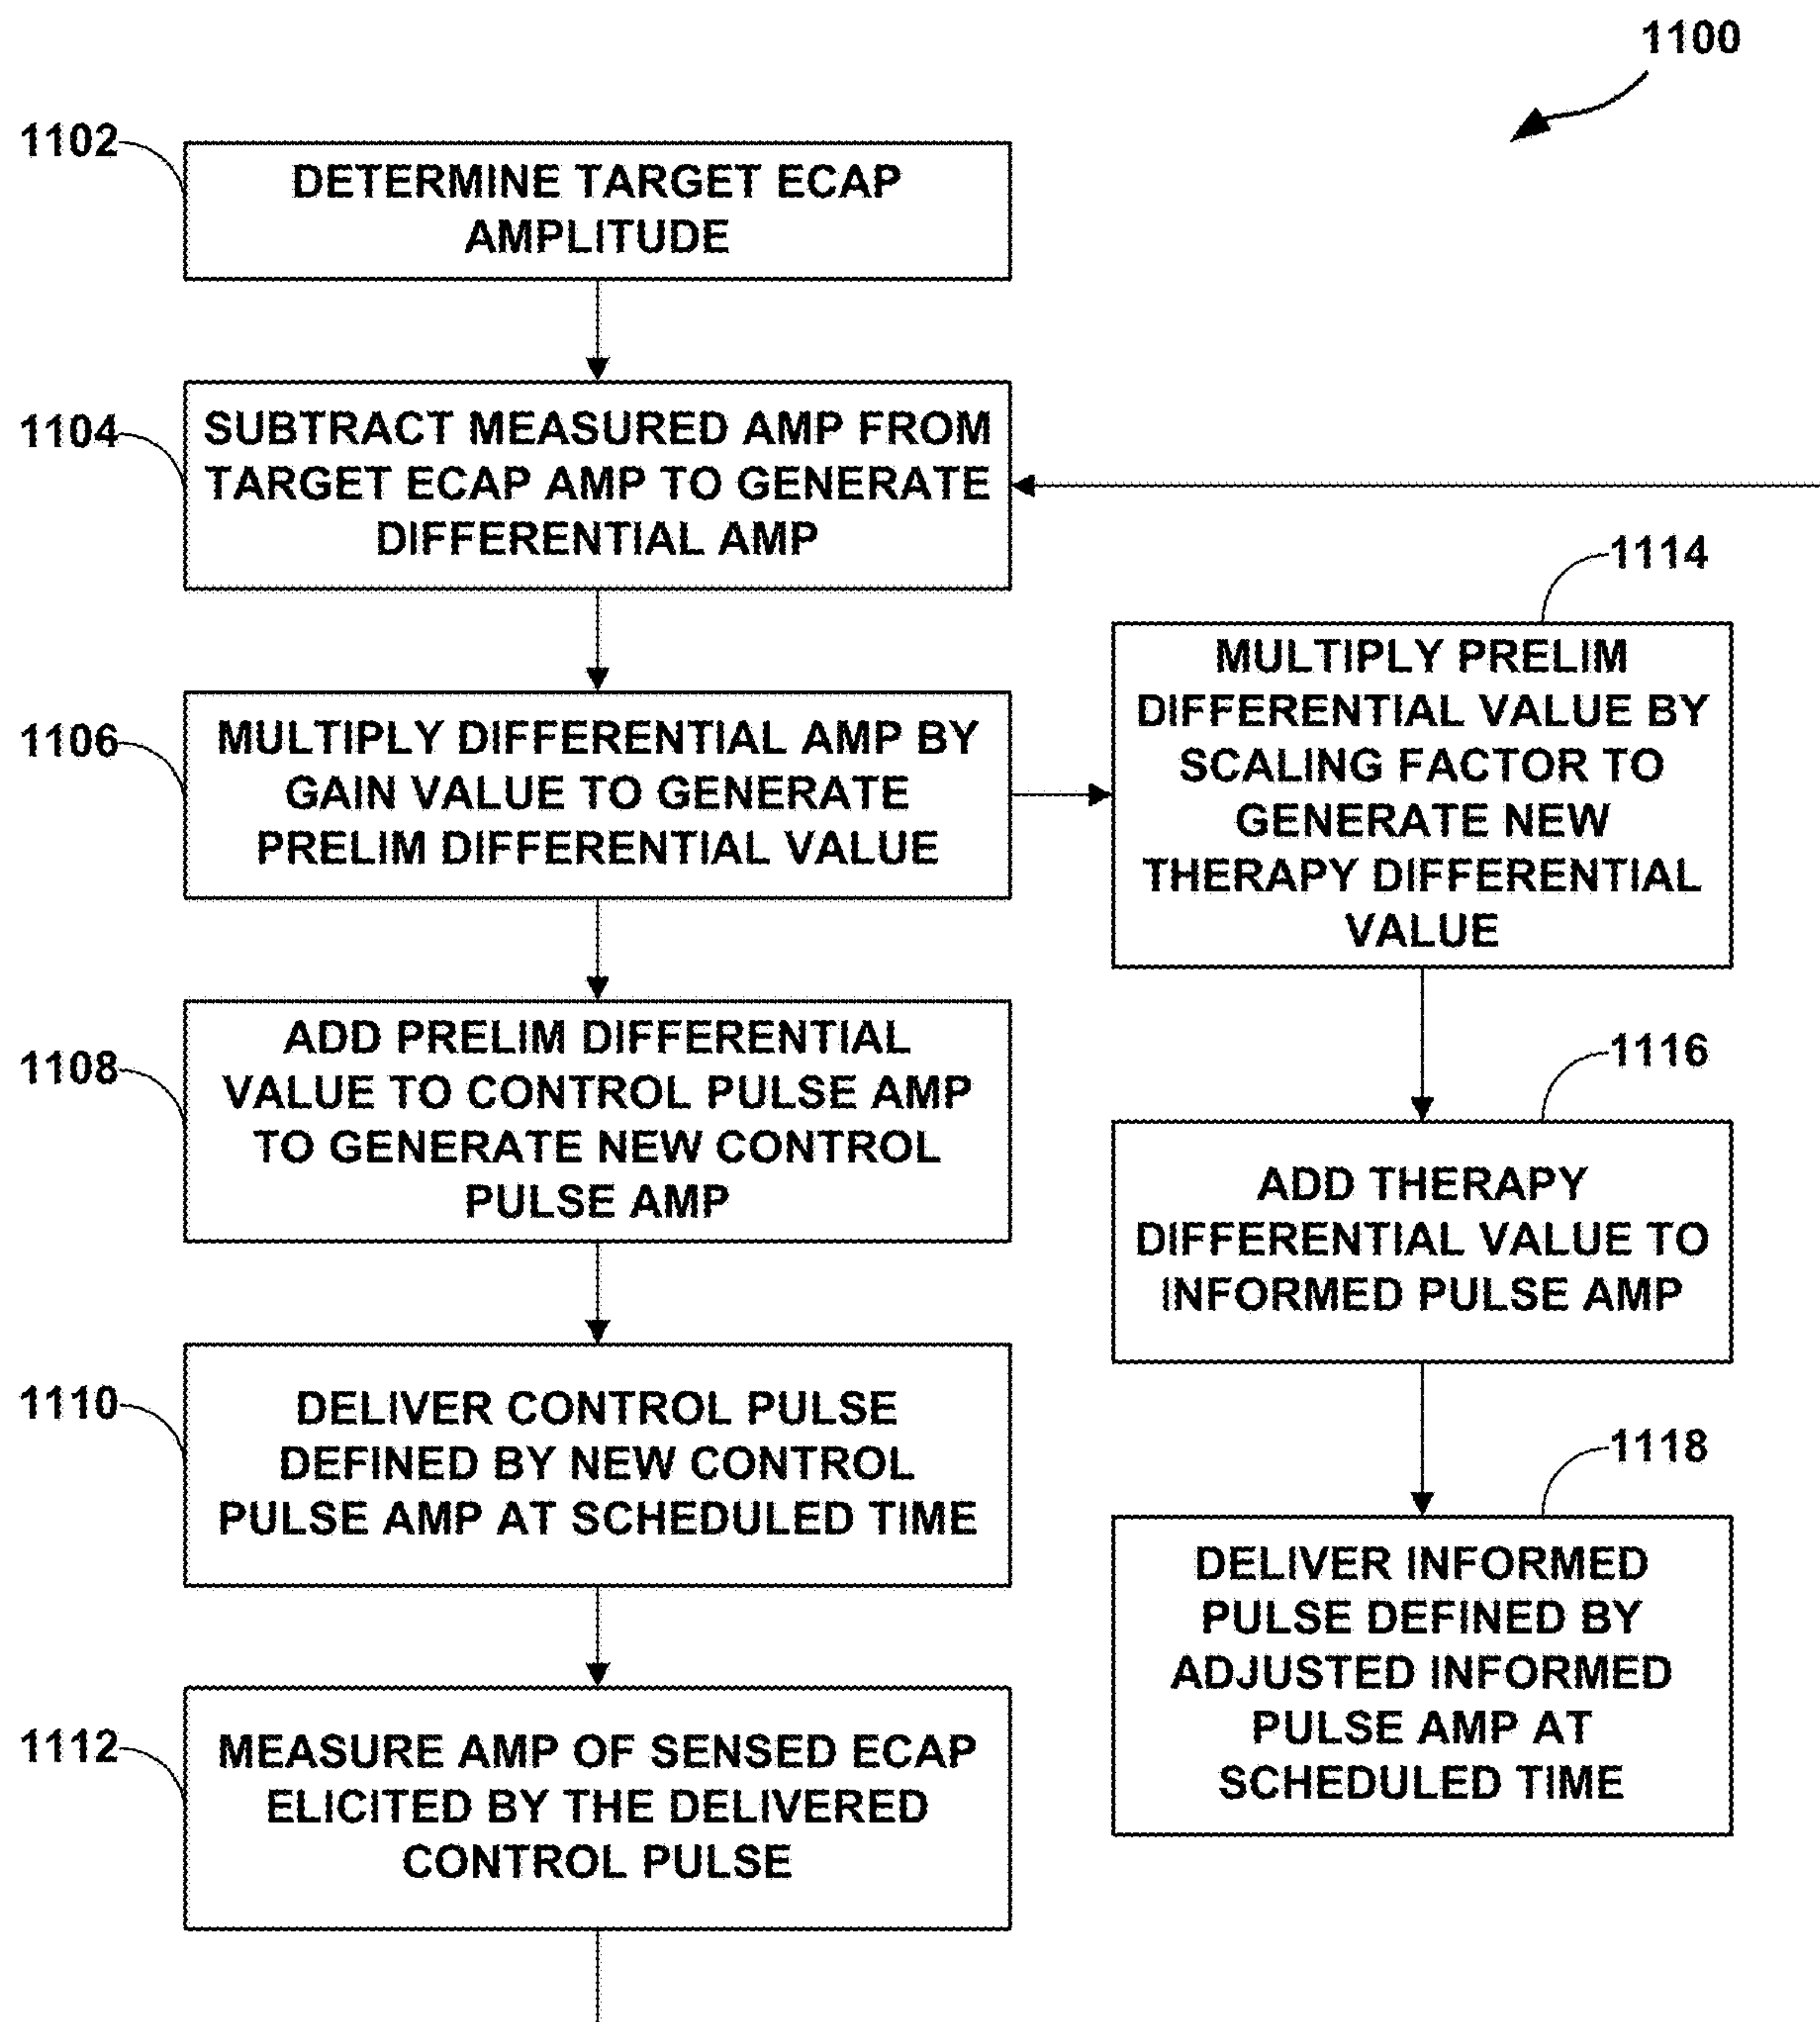 1100
1102
DETERMINE TARGET ECAP
AMPLITUDE
1104
SUBTRACT MEASURED AMP FROM
TARGET ECAP AMP TO GENERATE
DIFFERENTIAL AMP
1106
MULTIPLY DIFFERENTIAL AMP BY
GAIN VALUE TO GENERATE
PRELIM DIFFERENTIAL VALUE
1108
ADD PRELIM DIFFERENTIAL
VALUE TO CONTROL PULSE AMP
TO GENERATE NEW CONTROL
PULSE AMP
1110
DELIVER CONTROL PULSE
DEFINED BY NEW CONTROL
PULSE AMP AT SCHEDULED TIME
1112
MEASURE AMP OF SENSED ECAP
ELICITED BY THE DELIVERED
CONTROL PULSE
1114
MULTIPLY PRELIM
DIFFERENTIAL VALUE BY
SCALING FACTOR TO
GENERATE NEW
THERAPY DIFFERENTIAL
VALUE
1116
ADD THERAPY
DIFFERENTIAL VALUE TO
INFORMED PULSE AMP
1118
DELIVER INFORMED
PULSE DEFINED BY
ADJUSTED INFORMED
PULSE AMP AT
SCHEDULED TIME